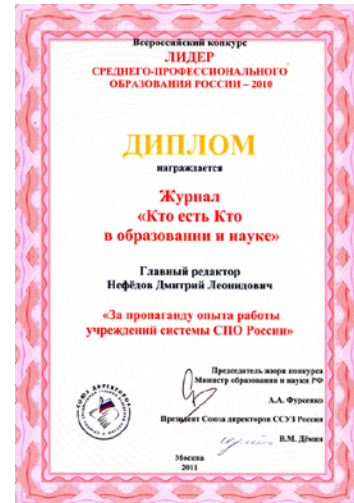 Всероссийский конкурс
ЛИДЕР
СРЕДНЕГО-ПРОФЕССИОНАЛЬНОГО
ОБРАЗОВАНИЯ РОССИИ – 2010
ДИПЛОМ
награждается
Журнал
«Кто есть Кто
в образовании и науке»
Главный редактор
Нефёдов Дмитрий Леонидович
«За пропаганду опыта работы
учреждений системы СПО России»
Председатель жюри конкурса
Министр образования и науки РФ
А.А. Фурсенко
Президент Союза директоров ССУЗ России
В.М. Дёмин
СОЮЗ ДИРЕКТОРОВ
Москва
2011